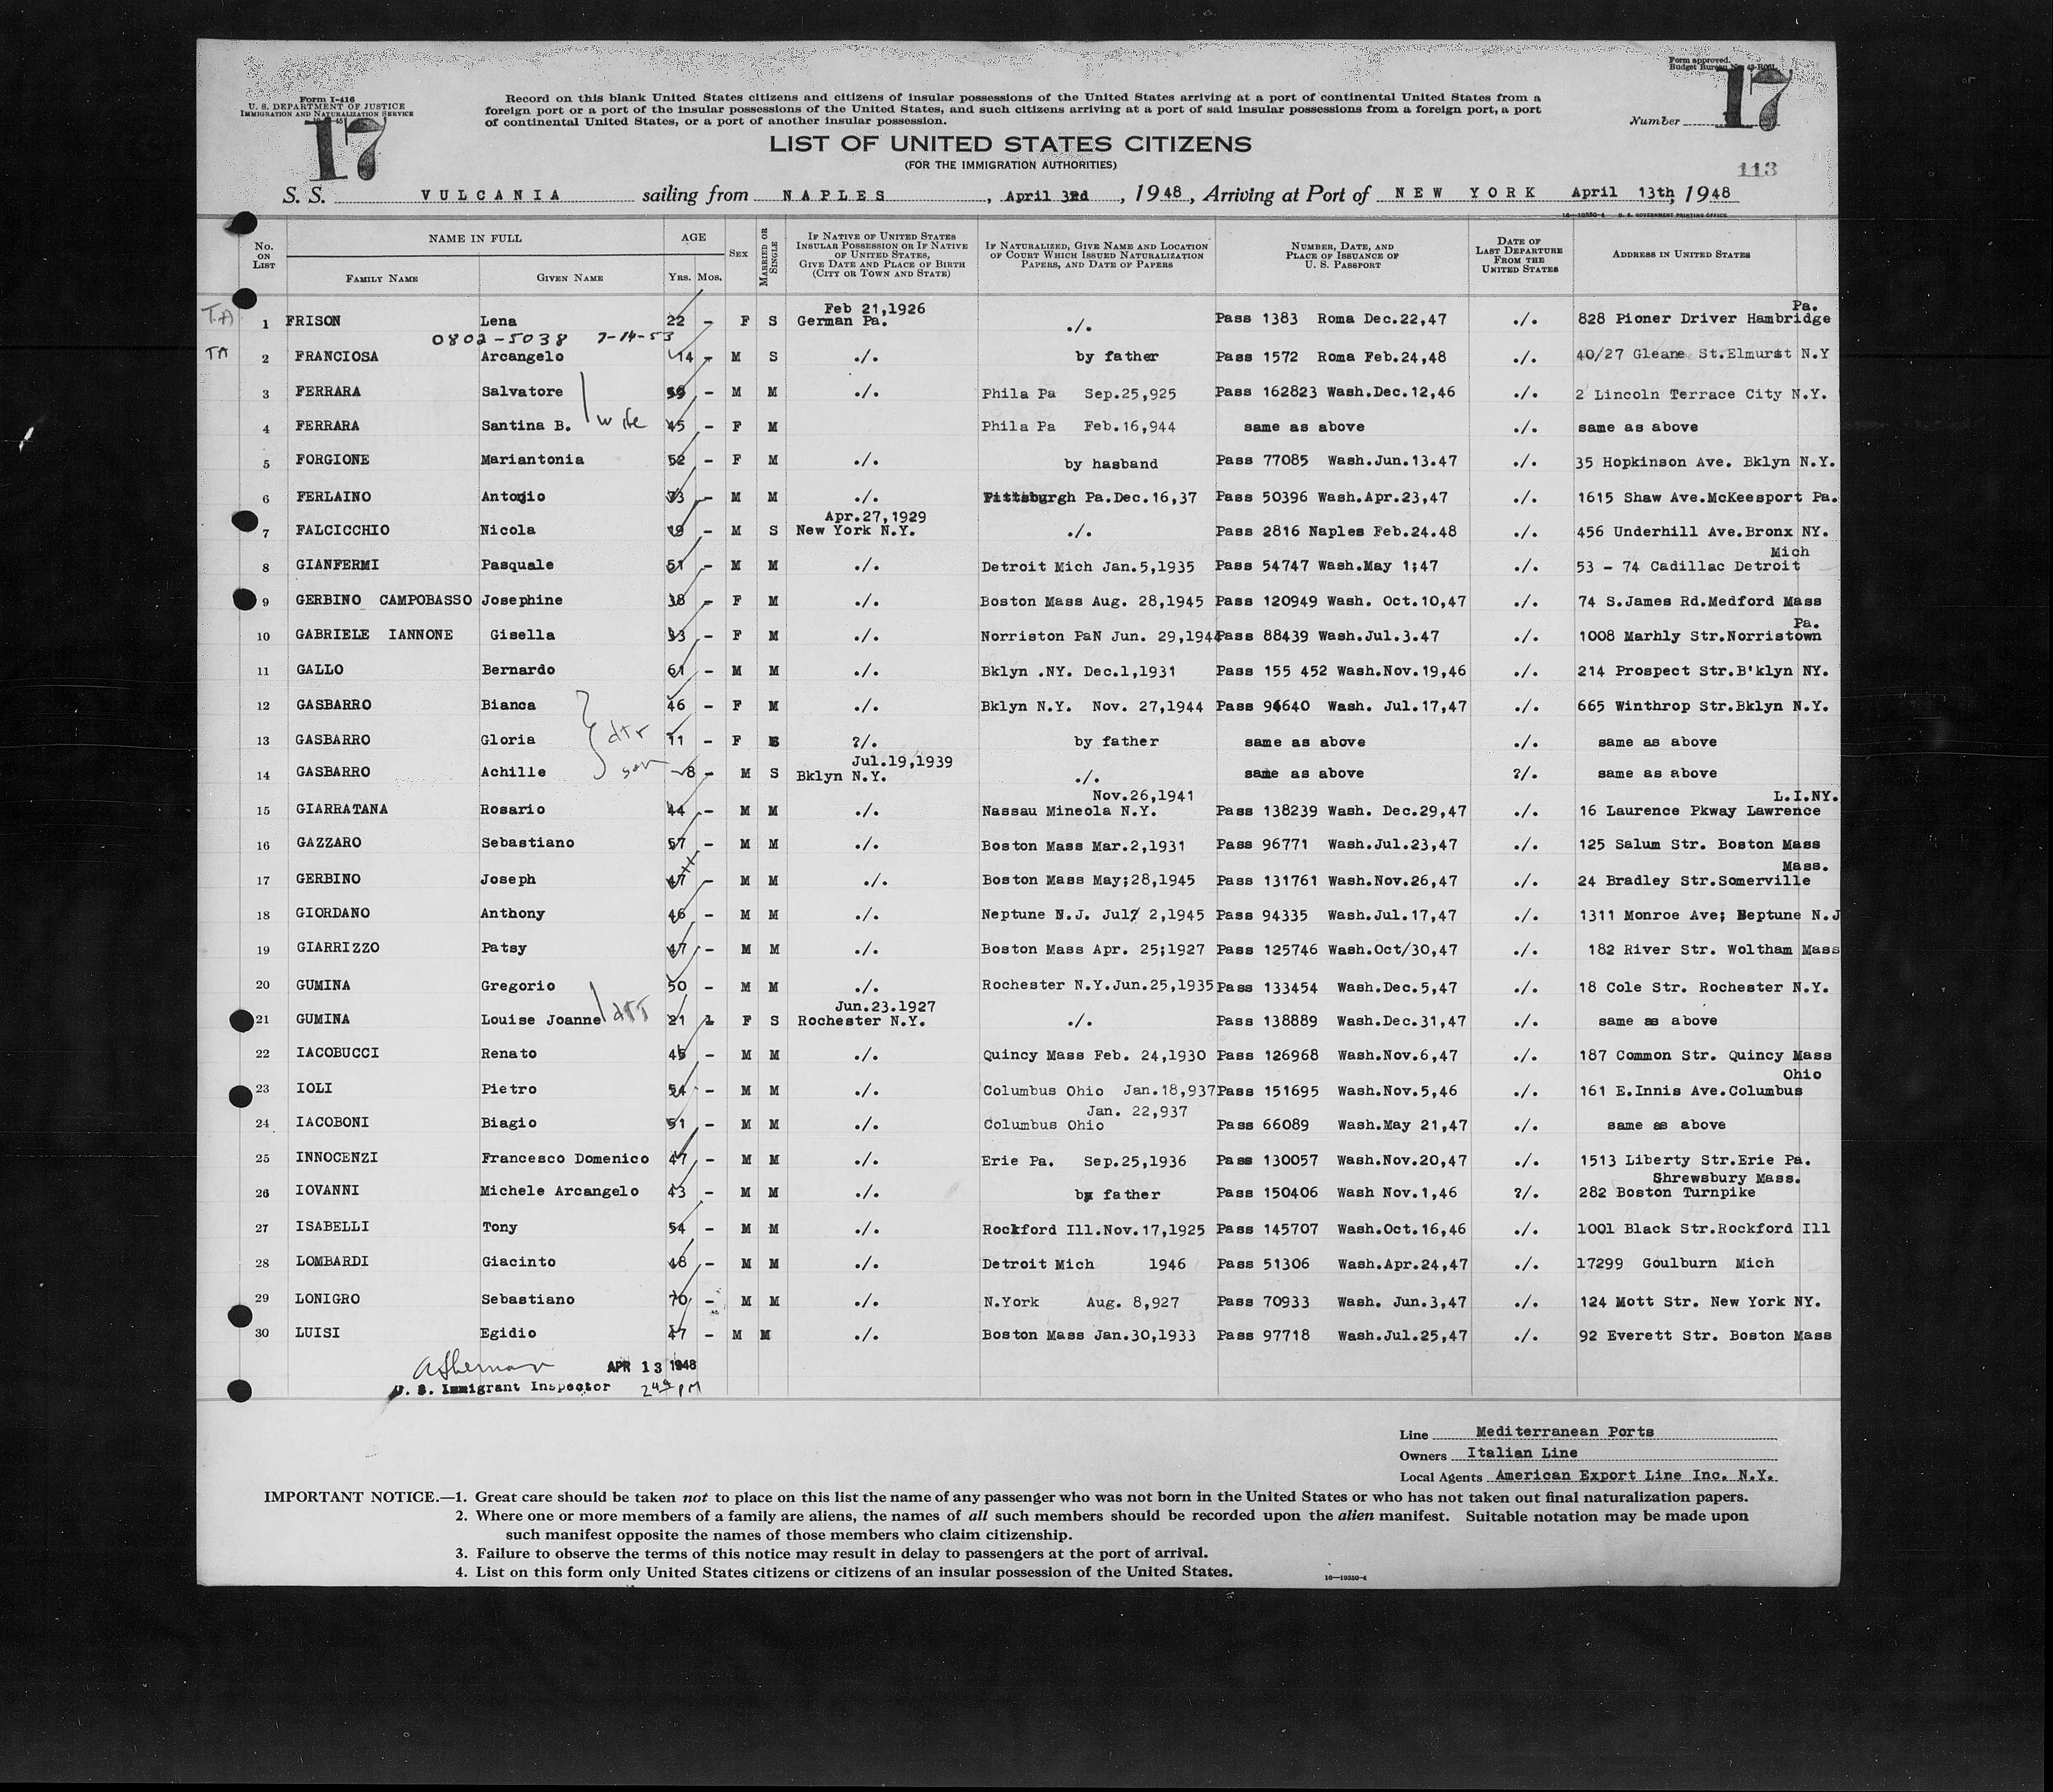 Form I-416
U. S. DEPARTMENT OF JUSTICE
IMMIGRATION AND NATURALIZATION SERVICE
17
Record on this blank United States citizens and citizens of insular possessions of the United States arriving at a port of continental United States from a
foreign port or a port of the insular possessions of the United States, and such citizens arriving at a port of said insular possessions from a foreign port, a port
of continental United States, or a port of another insular possession.
Form approved.
Budget Bureau No.
Number 17
LIST OF UNITED STATES CITIZENS
(FOR THE IMMIGRATION AUTHORITIES)
113
S. S. VULCANIA sailing from NAPLES, April 3rd, 1948, Arriving at Port of NEW YORK April 13th, 1948
16—19350-4 U. S. GOVERNMENT PRINTING OFFICE
No. ON LIST NAME IN FULL FAMILY NAME GIVEN NAME AGE YRS. MOS. SEX MARRIED OR SINGLE IF NATIVE OF UNITED STATES INSULAR POSSESSION OR IF NATIVE OF UNITED STATES, GIVE DATE AND PLACE OF BIRTH (CITY OR TOWN AND STATE) IF NATURALIZED, GIVE NAME AND LOCATION OF COURT WHICH ISSUED NATURALIZATION PAPERS, AND DATE OF PAPERS NUMBER, DATE, AND PLACE OF ISSUANCE OF U. S. PASSPORT DATE OF LAST DEPARTURE FROM THE UNITED STATES ADDRESS IN UNITED STATES
Feb 21,1926 Pa.
T.A 1 FRISON Lena 22 – F S German Pa. ./. Pass 1383 Roma Dec.22,47 ./. 828 Pioner Driver Hambridge
0802-5038 7-14-53
TA 2 FRANCIOSA Arcangelo 14 – M S ./. by father Pass 1572 Roma Feb.24,48 ./. 40/27 Gleane St.Elmurst N.Y
3 FERRARA Salvatore 59 – M M ./. Phila Pa Sep.25,925 Pass 162823 Wash.Dec.12,46 ./. 2 Lincoln Terrace City N.Y.
4 FERRARA Santina B. wife 45 – F M Phila Pa Feb.16,944 same as above ./. same as above
5 FORGIONE Mariantonia 52 – F M ./. by hasband Pass 77085 Wash.Jun.13.47 ./. 35 Hopkinson Ave. Bklyn N.Y.
6 FERLAINO Antonio 73 – M M ./. Pittsburgh Pa.Dec.16,37 Pass 50396 Wash.Apr.23,47 ./. 1615 Shaw Ave.McKeesport Pa.
Apr.27,1929
7 FALCICCHIO Nicola 19 – M S New York N.Y. ./. Pass 2816 Naples Feb.24.48 ./. 456 Underhill Ave.Bronx NY.
Mich
8 GIANFERMI Pasquale 51 – M M ./. Detroit Mich Jan.5,1935 Pass 54747 Wash.May 1;47 ./. 53 - 74 Cadillac Detroit
9 GERBINO CAMPOBASSO Josephine 38 – F M ./. Boston Mass Aug. 28,1945 Pass 120949 Wash. Oct.10,47 ./. 74 S.James Rd.Medford Mass
Pa.
10 GABRIELE IANNONE Gisella 33 – F M ./. Norriston PaN Jun. 29,194 Pass 88439 Wash.Jul.3.47 ./. 1008 Marhly Str.Norristown
11 GALLO Bernardo 61 – M M ./. Bklyn .NY. Dec.1,1931 Pass 155 452 Wash.Nov.19,46 ./. 214 Prospect Str.B'klyn NY.
12 GASBARRO Bianca 46 – F M ./. Bklyn N.Y. Nov. 27,1944 Pass 94640 Wash. Jul.17,47 ./. 665 Winthrop Str.Bklyn N.Y.
13 GASBARRO Gloria dtr 11 – F S ?/. by father same as above ./. same as above
Jul.19,1939
14 GASBARRO Achille son 8 – M S Bklyn N.Y. ./. same as above ?/. same as above
Nov.26,1941 L.I.NY.
15 GIARRATANA Rosario 44 – M M ./. Nassau Mineola N.Y. Pass 138239 Wash. Dec.29,47 ./. 16 Laurence Pkway Lawrence
16 GAZZARO Sebastiano 57 – M M ./. Boston Mass Mar.2,1931 Pass 96771 Wash.Jul.23,47 ./. 125 Salum Str. Boston Mass
Mass.
17 GERBINO Joseph 47 – M M ./. Boston Mass May;28,1945 Pass 131761 Wash.Nov.26,47 ./. 24 Bradley Str.Somerville
18 GIORDANO Anthony 46 – M M ./. Neptune N.J. July 2,1945 Pass 94335 Wash.Jul.17,47 ./. 1311 Monroe Ave; Neptune N.J
19 GIARRIZZO Patsy 47 – M M ./. Boston Mass Apr. 25;1927 Pass 125746 Wash.Oct/30,47 ./. 182 River Str. Woltham Mass
20 GUMINA Gregorio 50 – M M ./. Rochester N.Y.Jun.25,1935 Pass 133454 Wash.Dec.5,47 ./. 18 Cole Str. Rochester N.Y.
Jun.23.1927
21 GUMINA Louise Joanne dtr 21 1 F S Rochester N.Y. ./. Pass 138889 Wash.Dec.31,47 ./. same as above
22 IACOBUCCI Renato 45 – M M ./. Quincy Mass Feb. 24,1930 Pass 126968 Wash.Nov.6,47 ./. 187 Common Str. Quincy Mass
Ohio
23 IOLI Pietro 54 – M M ./. Columbus Ohio Jan.18,937 Pass 151695 Wash.Nov.5,46 ./. 161 E.Innis Ave.Columbus
Jan. 22,937
24 IACOBONI Biagio 51 – M M ./. Columbus Ohio Pass 66089 Wash.May 21,47 ./. same as above
25 INNOCENZI Francesco Domenico 47 – M M ./. Erie Pa. Sep.25,1936 Pass 130057 Wash.Nov.20,47 ./. 1513 Liberty Str.Erie Pa.
Shrewsbury Mass.
26 IOVANNI Michele Arcangelo 43 – M M ./. by father Pass 150406 Wash Nov.1,46 ?/. 282 Boston Turnpike
27 ISABELLI Tony 54 – M M ./. Rockford Ill.Nov.17,1925 Pass 145707 Wash.Oct.16,46 ./. 1001 Black Str.Rockford Ill
28 LOMBARDI Giacinto 48 – M M ./. Detroit Mich 1946 Pass 51306 Wash.Apr.24,47 ./. 17299 Goulburn Mich
29 LONIGRO Sebastiano 70 – M M ./. N.York Aug. 8,927 Pass 70933 Wash. Jun.3,47 ./. 124 Mott Str. New York NY.
30 LUISI Egidio 47 – M M ./. Boston Mass Jan.30,1933 Pass 97718 Wash.Jul.25,47 ./. 92 Everett Str. Boston Mass
APR 13 1948
U. S. Immigrant Inspector
Line Mediterranean Ports
Owners Italian Line
Local Agents American Export Line Inc. N.Y.
IMPORTANT NOTICE.—1. Great care should be taken not to place on this list the name of any passenger who was not born in the United States or who has not taken out final naturalization papers.
2. Where one or more members of a family are aliens, the names of all such members should be recorded upon the alien manifest. Suitable notation may be made upon
such manifest opposite the names of those members who claim citizenship.
3. Failure to observe the terms of this notice may result in delay to passengers at the port of arrival.
4. List on this form only United States citizens or citizens of an insular possession of the United States.
16—19350-4